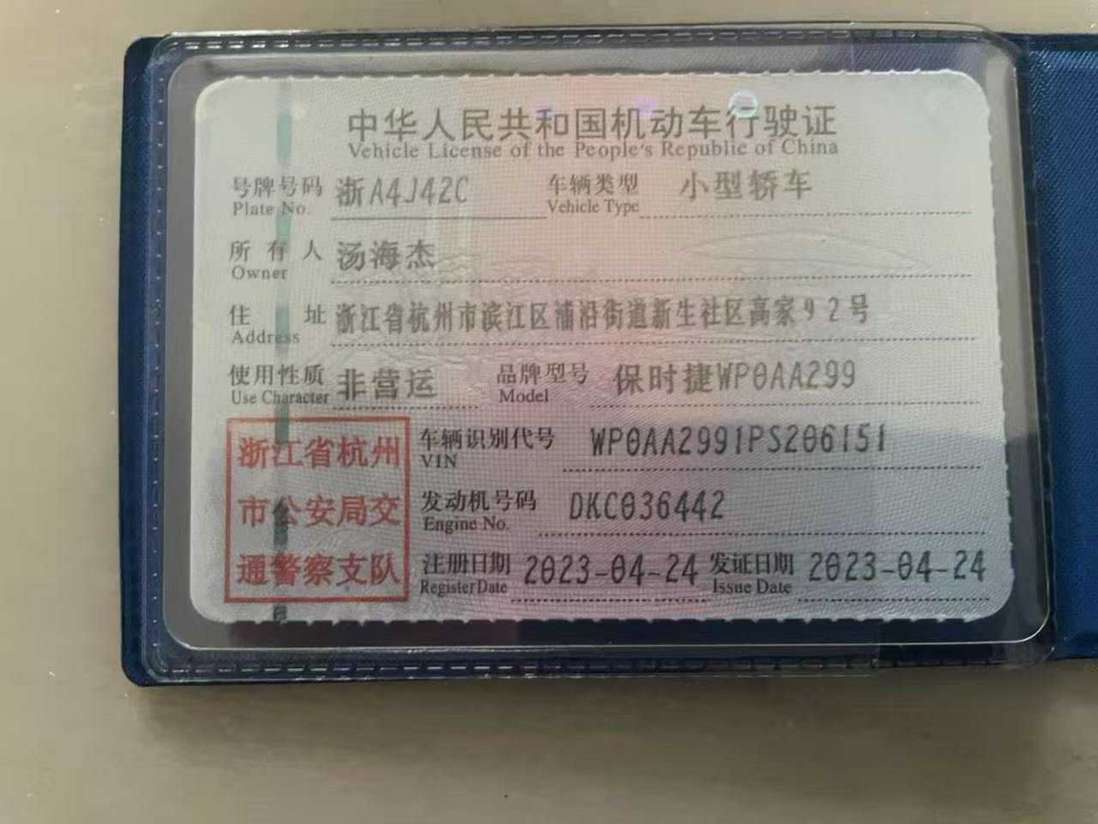 中华人民共和国机动车行驶证
Vehicle License of the People's Republic of China
号牌号码 浙A4J42C 车辆类型 小型轿车
Plate No. Vehicle Type
所有人 汤海杰
Owner
住址 浙江省杭州市滨江区浦沿街道新生社区高家92号
Address
使用性质 非营运 品牌型号 保时捷WP0AA299
Use Character Model
浙江省杭州
市公安局交
通警察支队
车辆识别代号 WP0AA2991PS206151
VIN
发动机号码 DKC036442
Engine No.
注册日期 2023-04-24 发证日期 2023-04-24
Register Date Issue Date